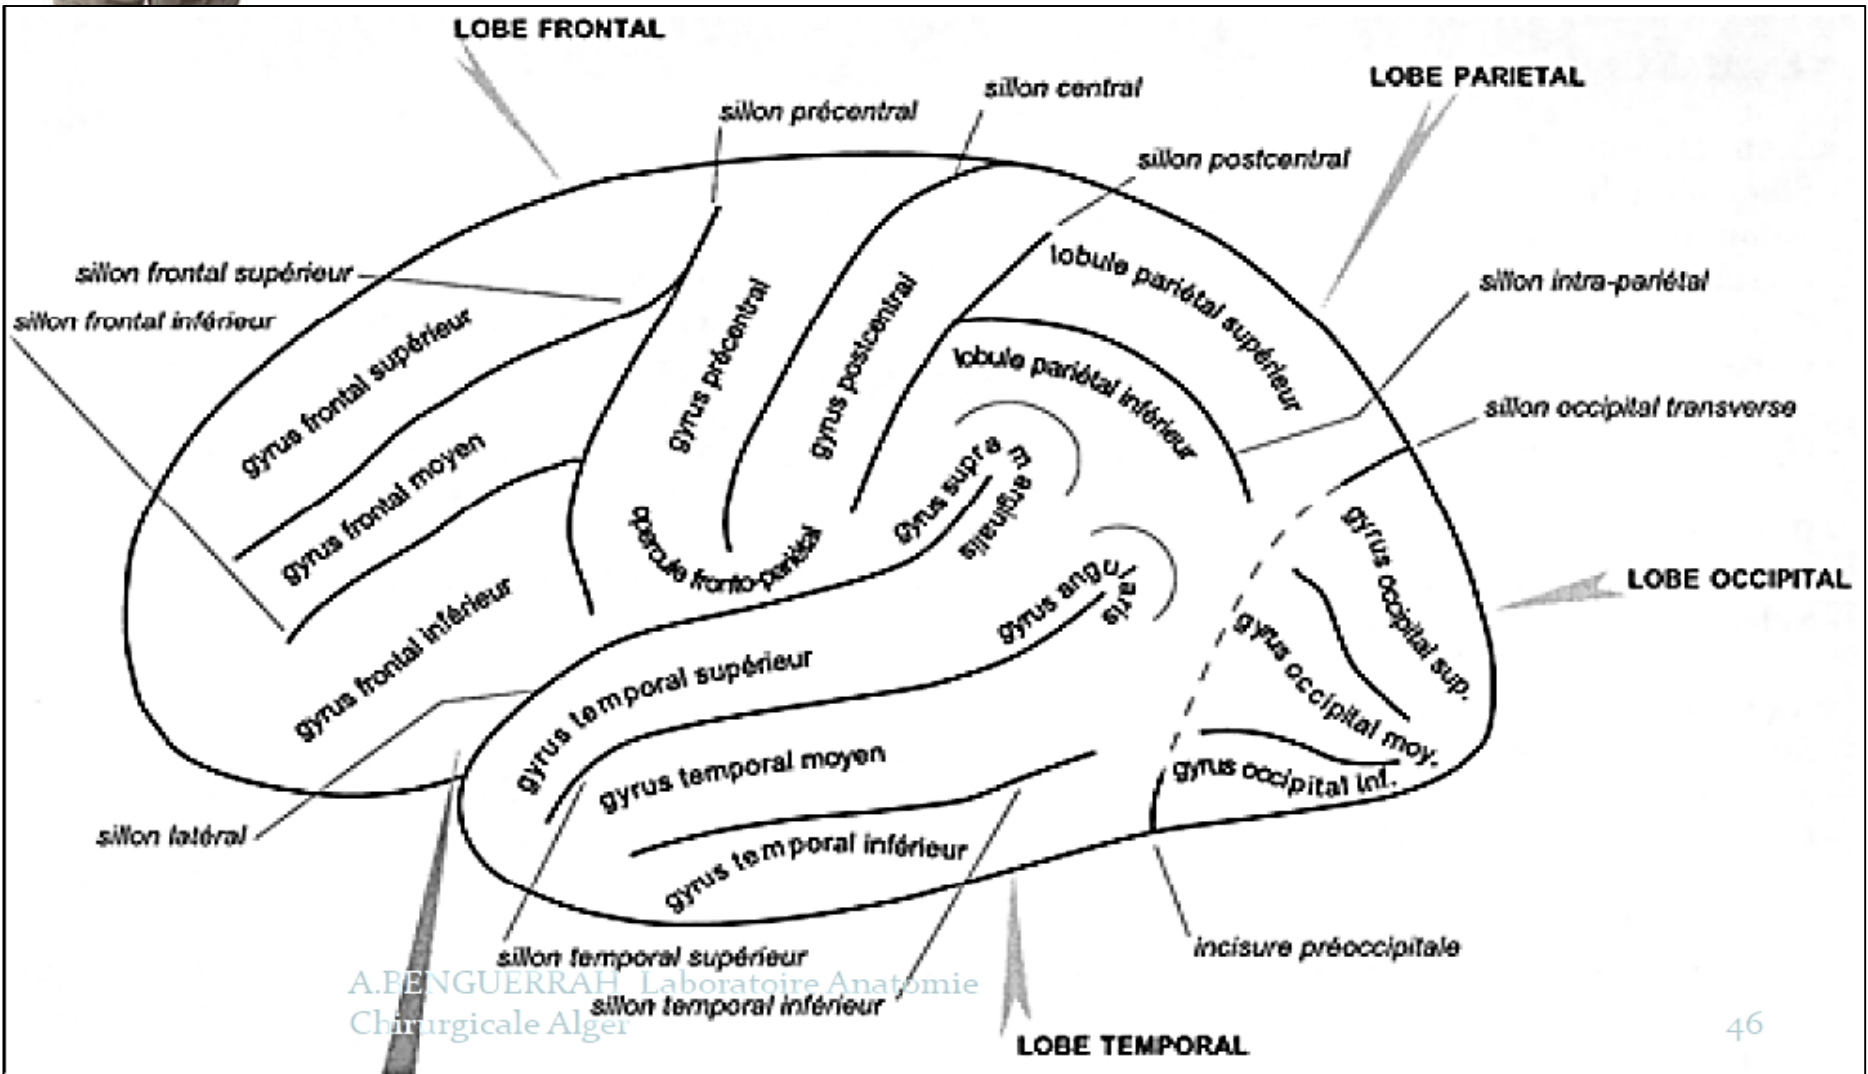 LOBE FRONTAL
LOBE PARIETAL
sillon central
sillon précentral
sillon postcentral
sillon frontal supérieur
sillon frontal inférieur
lobule pariétal supérieur
sillon intra-pariétal
gyrus frontal supérieur
gyrus précentral
gyrus postcentral
lobule pariétal inférieur
sillon occipital transverse
gyrus frontal moyen
gyrus supra marginalis
opercule fronto-pariétal
gyrus frontal inférieur
gyrus angularis
gyrus occipital sup.
LOBE OCCIPITAL
gyrus occipital moy.
gyrus occipital inf.
gyrus temporal supérieur
gyrus temporal moyen
gyrus temporal inférieur
sillon latéral
sillon temporal supérieur
incisure préoccipitale
A.BENGUERRAH Laboratoire Anatomie
sillon temporal inférieur
Chirurgicale Alger
46
LOBE TEMPORAL